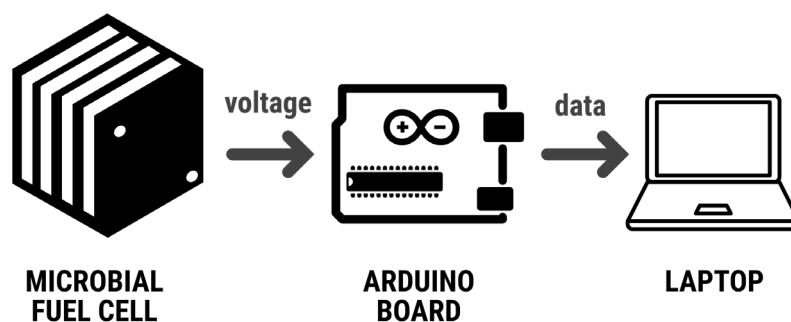 voltage
data
MICROBIAL
FUEL CELL
ARDUINO
BOARD
LAPTOP